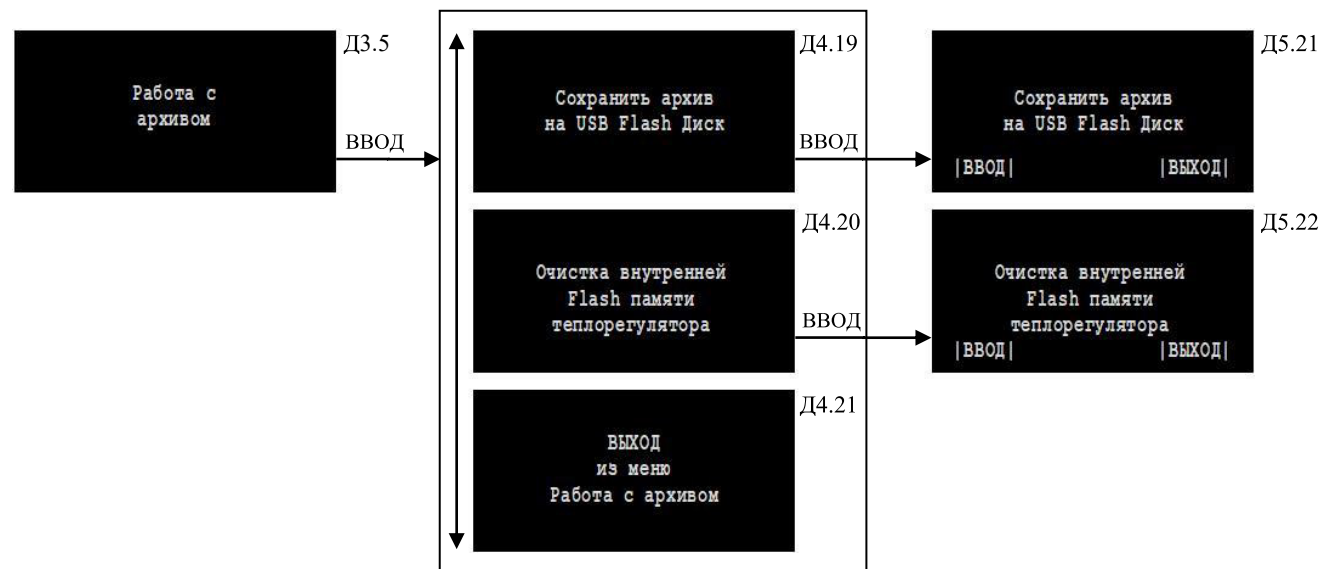 Д3.5
Работа с
архивом
ВВОД
Д4.19
Сохранить архив
на USB Flash Диск
ВВОД
Д5.21
Сохранить архив
на USB Flash Диск
|ВВОД| |ВЫХОД|
Д4.20
Очистка внутренней
Flash памяти
теплорегулятора
ВВОД
Д5.22
Очистка внутренней
Flash памяти
теплорегулятора
|ВВОД| |ВЫХОД|
Д4.21
ВЫХОД
из меню
Работа с архивом